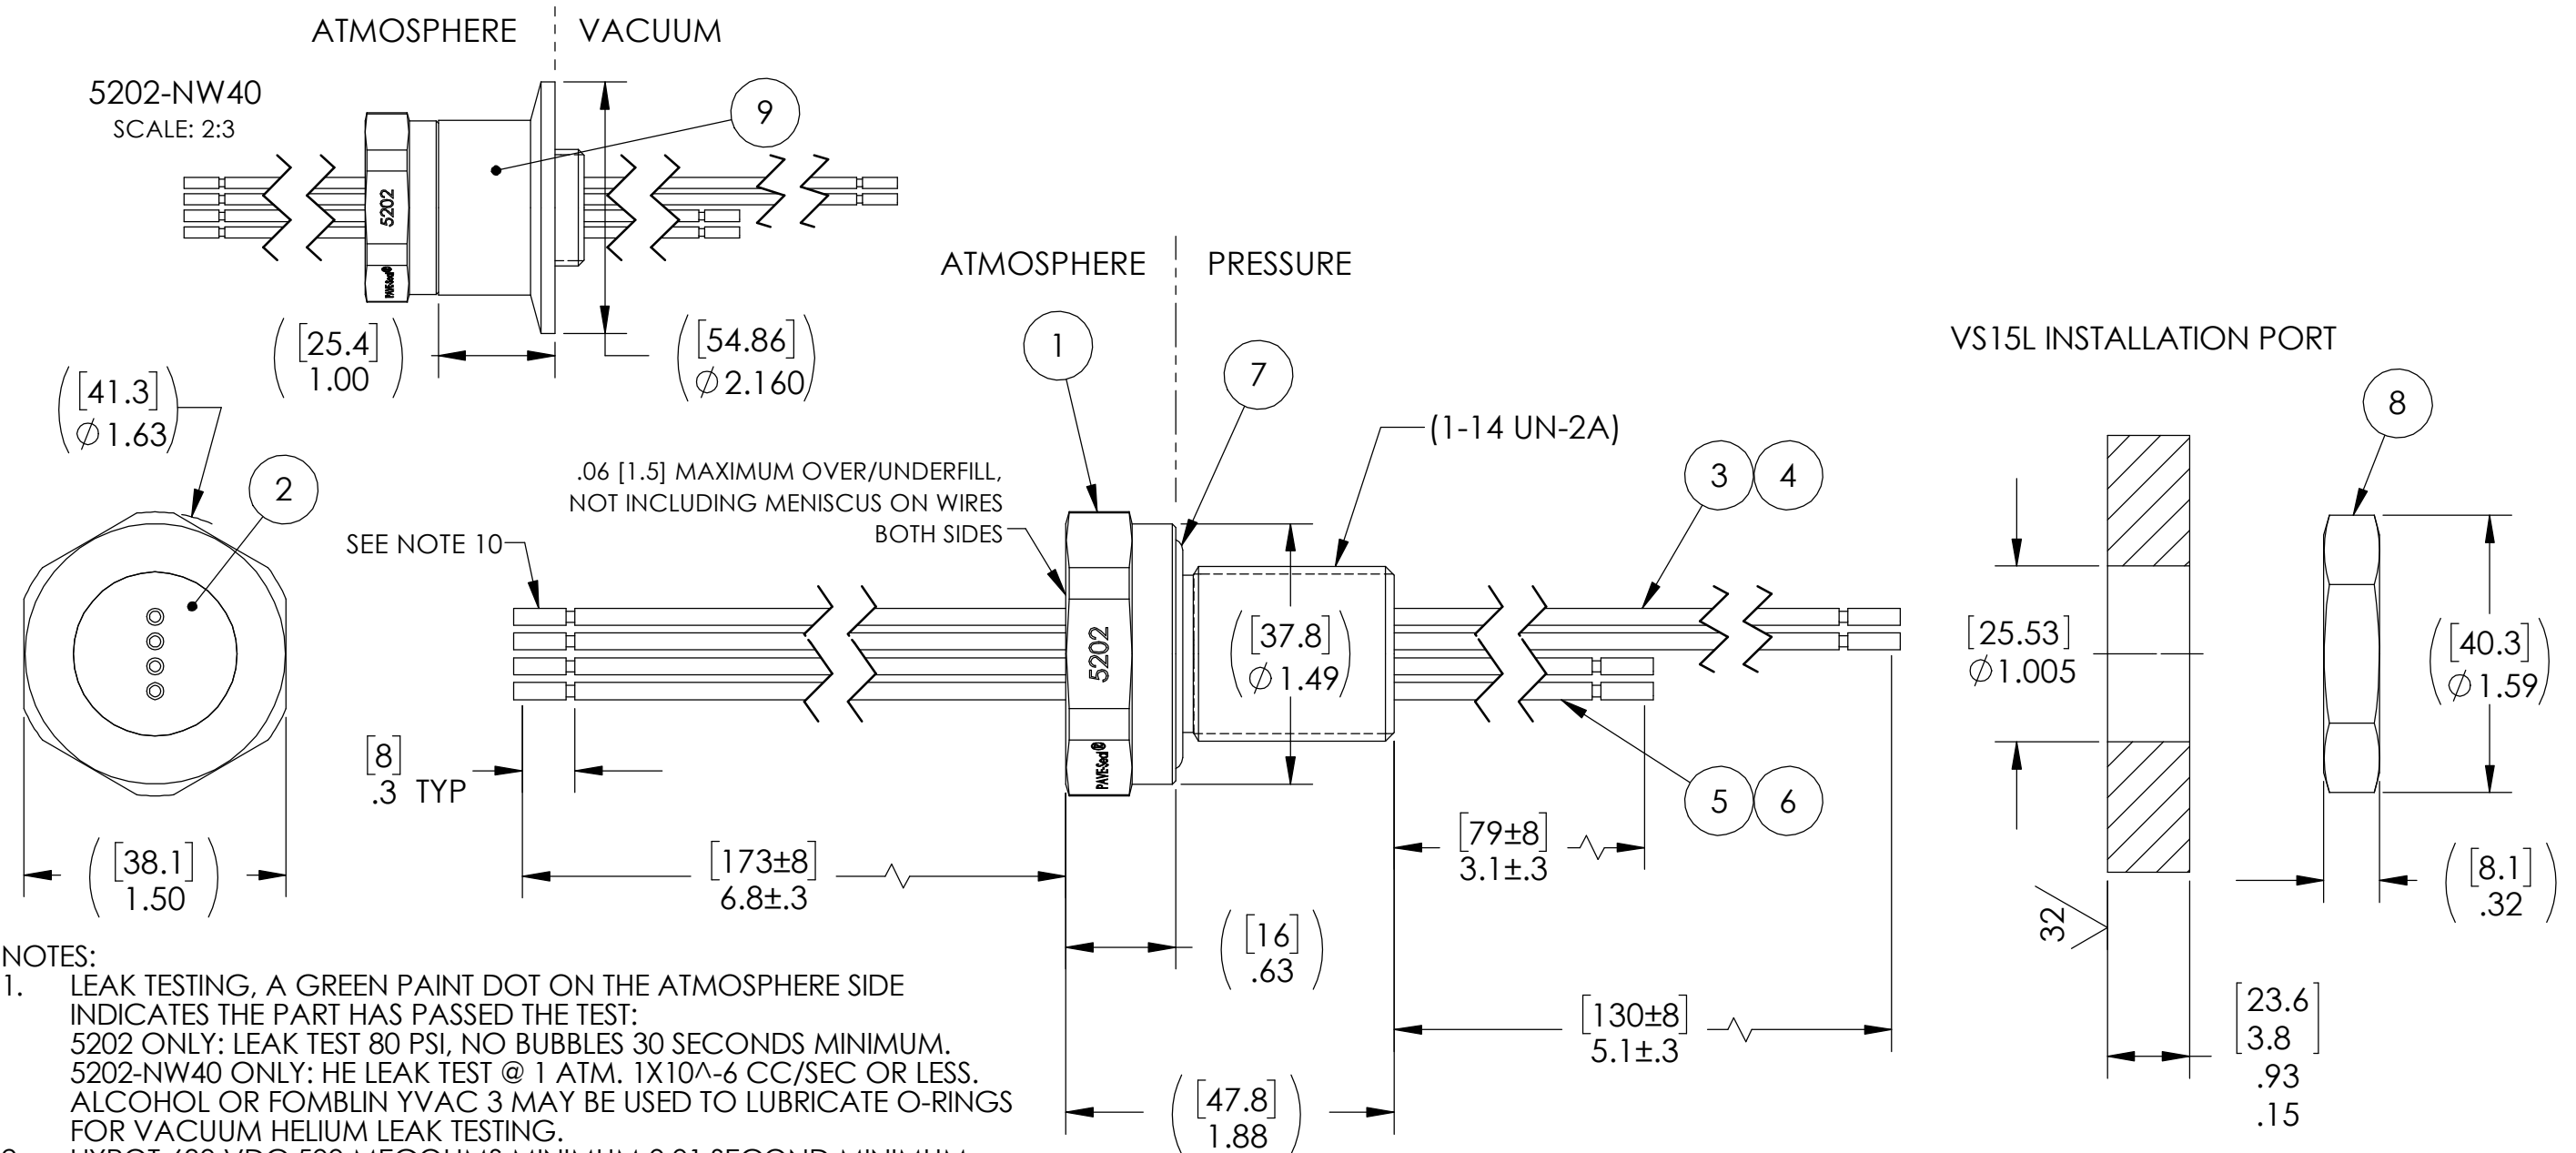 ATMOSPHERE VACUUM
5202-NW40
SCALE: 2:3
9
5202
PAVE-Seal®
[25.4]
1.00
[54.86]
Ø 2.160
ATMOSPHERE PRESSURE
1
7
(1-14 UN-2A)
[41.3]
Ø 1.63
2
.06 [1.5] MAXIMUM OVER/UNDERFILL,
NOT INCLUDING MENISCUS ON WIRES
BOTH SIDES
SEE NOTE 10
3 4
5202
PAVE-Seal®
[37.8]
Ø 1.49
5 6
[38.1]
1.50
[8]
.3 TYP
[173±8]
6.8±.3
[79±8]
3.1±.3
[16]
.63
[130±8]
5.1±.3
[47.8]
1.88
VS15L INSTALLATION PORT
8
[25.53]
Ø 1.005
[40.3]
Ø 1.59
[8.1]
.32
32
[23.6
3.8]
.93
.15
NOTES:
1. LEAK TESTING, A GREEN PAINT DOT ON THE ATMOSPHERE SIDE
INDICATES THE PART HAS PASSED THE TEST:
5202 ONLY: LEAK TEST 80 PSI, NO BUBBLES 30 SECONDS MINIMUM.
5202-NW40 ONLY: HE LEAK TEST @ 1 ATM. 1X10^-6 CC/SEC OR LESS.
ALCOHOL OR FOMBLIN YVAC 3 MAY BE USED TO LUBRICATE O-RINGS
FOR VACUUM HELIUM LEAK TESTING.